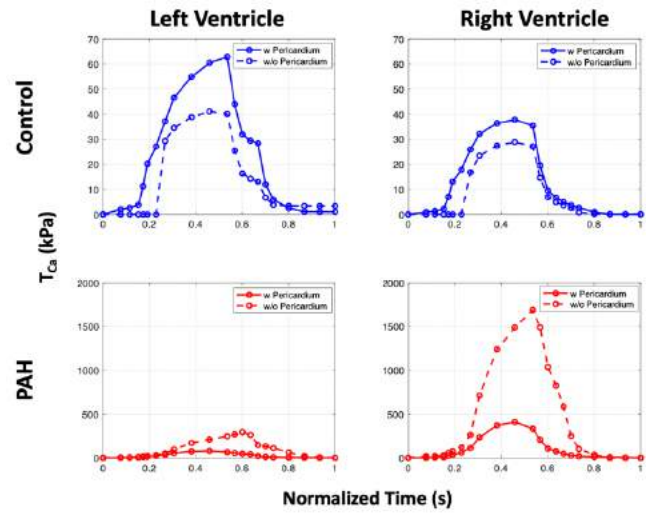 Left Ventricle
Right Ventricle
Control
PAH
T_Ca (kPa)
70
60
50
40
30
20
10
0
0 0.2 0.4 0.6 0.8 1
w Pericardium
w/o Pericardium
70
60
50
40
30
20
10
0
0 0.2 0.4 0.6 0.8 1
w Pericardium
w/o Pericardium
2000
1500
1000
500
0
0 0.2 0.4 0.6 0.8 1
w Pericardium
w/o Pericardium
2000
1500
1000
500
0
0 0.2 0.4 0.6 0.8 1
w Pericardium
w/o Pericardium
Normalized Time (s)